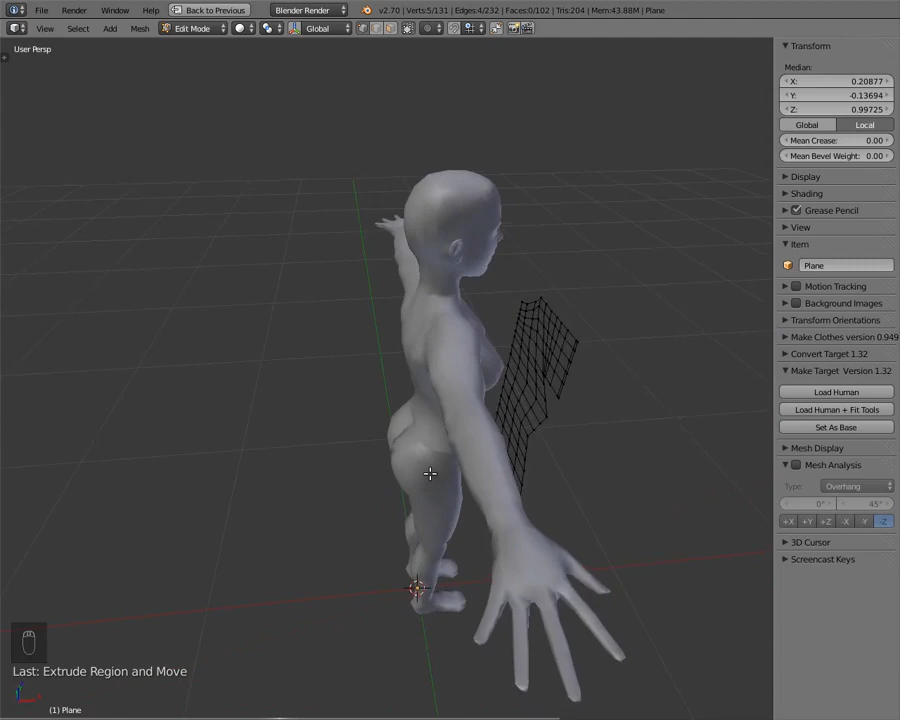 File Render Window Help Back to Previous Blender Render v2.70 | Verts:5/131 | Edges:4/232 | Faces:0/102 | Tris:204 | Mem:43.88M | Plane
View Select Add Mesh Edit Mode Global
User Persp
Transform
Median:
X: 0.20877
Y: -0.13694
Z: 0.99725
Global Local
Mean Crease: 0.00
Mean Bevel Weight: 0.00
Display
Shading
Grease Pencil
View
Item
Plane
Motion Tracking
Background Images
Transform Orientations
Make Clothes version 0.949
Convert Target 1.32
Make Target Version 1.32
Load Human
Load Human + Fit Tools
Set As Base
Mesh Display
Mesh Analysis
Type: Overhang
0° 45°
+X +Y +Z -X -Y -Z
3D Cursor
Screencast Keys
Last: Extrude Region and Move
(1) Plane